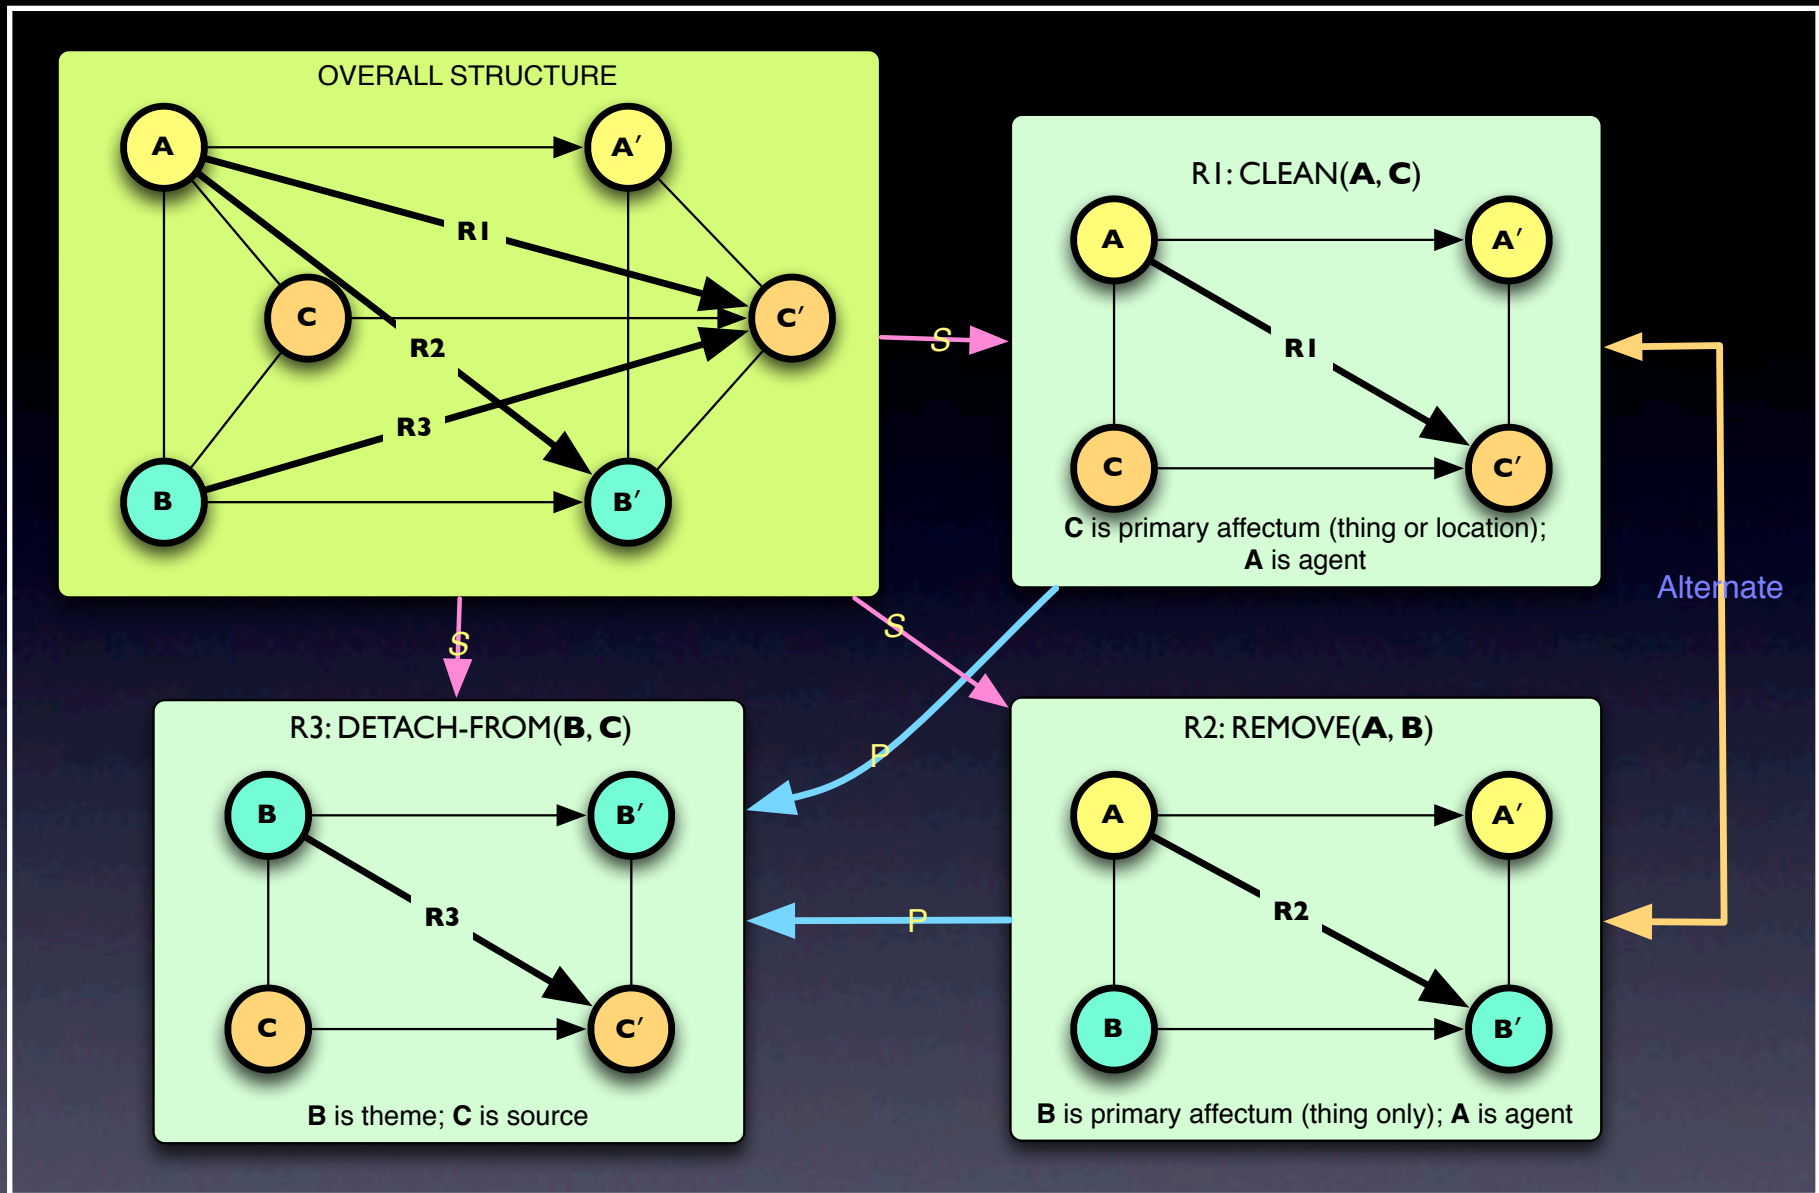 OVERALL STRUCTURE
A
A′
R1
C
C′
R2
R3
B
B′
S
R1: CLEAN(A, C)
A
A′
R1
C
C′
C is primary affectum (thing or location);
A is agent
Alternate
S
S
P
R3: DETACH-FROM(B, C)
B
B′
R3
C
C′
B is theme; C is source
P
R2: REMOVE(A, B)
A
A′
R2
B
B′
B is primary affectum (thing only); A is agent